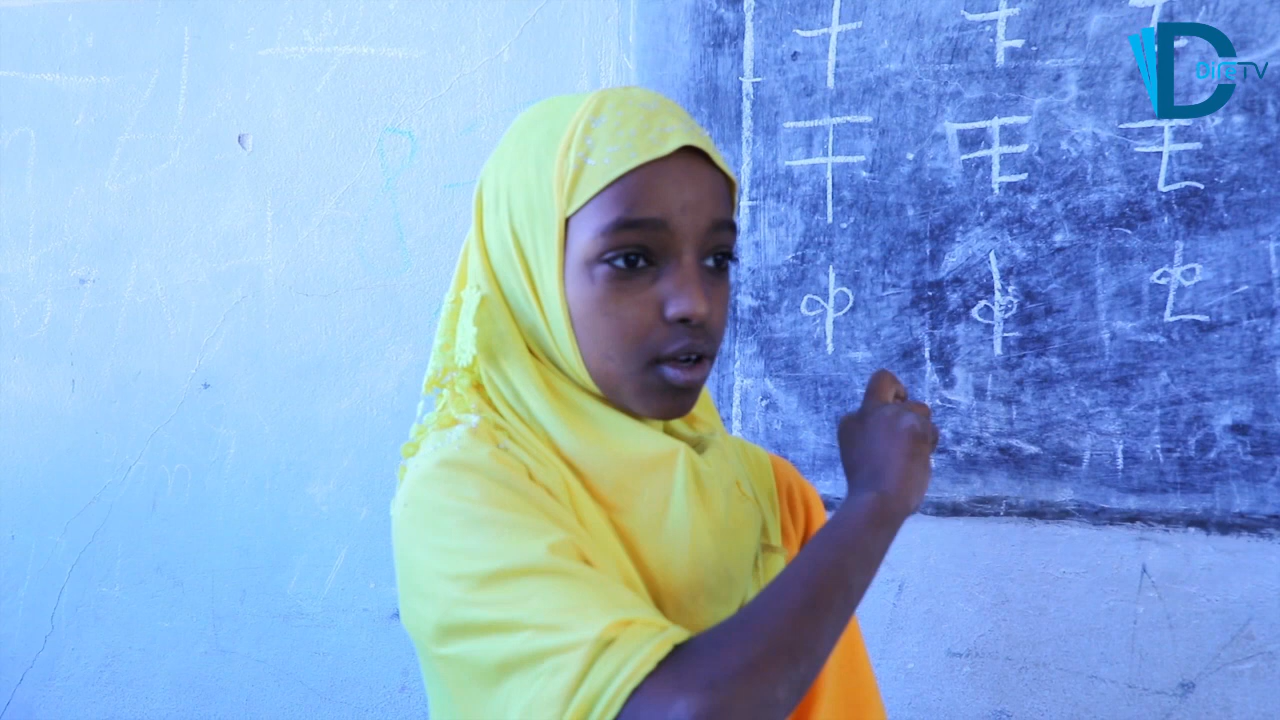 DireTV
ተ ቱ
ቸ ቹ ቺ
ቀ ቁ ቂ